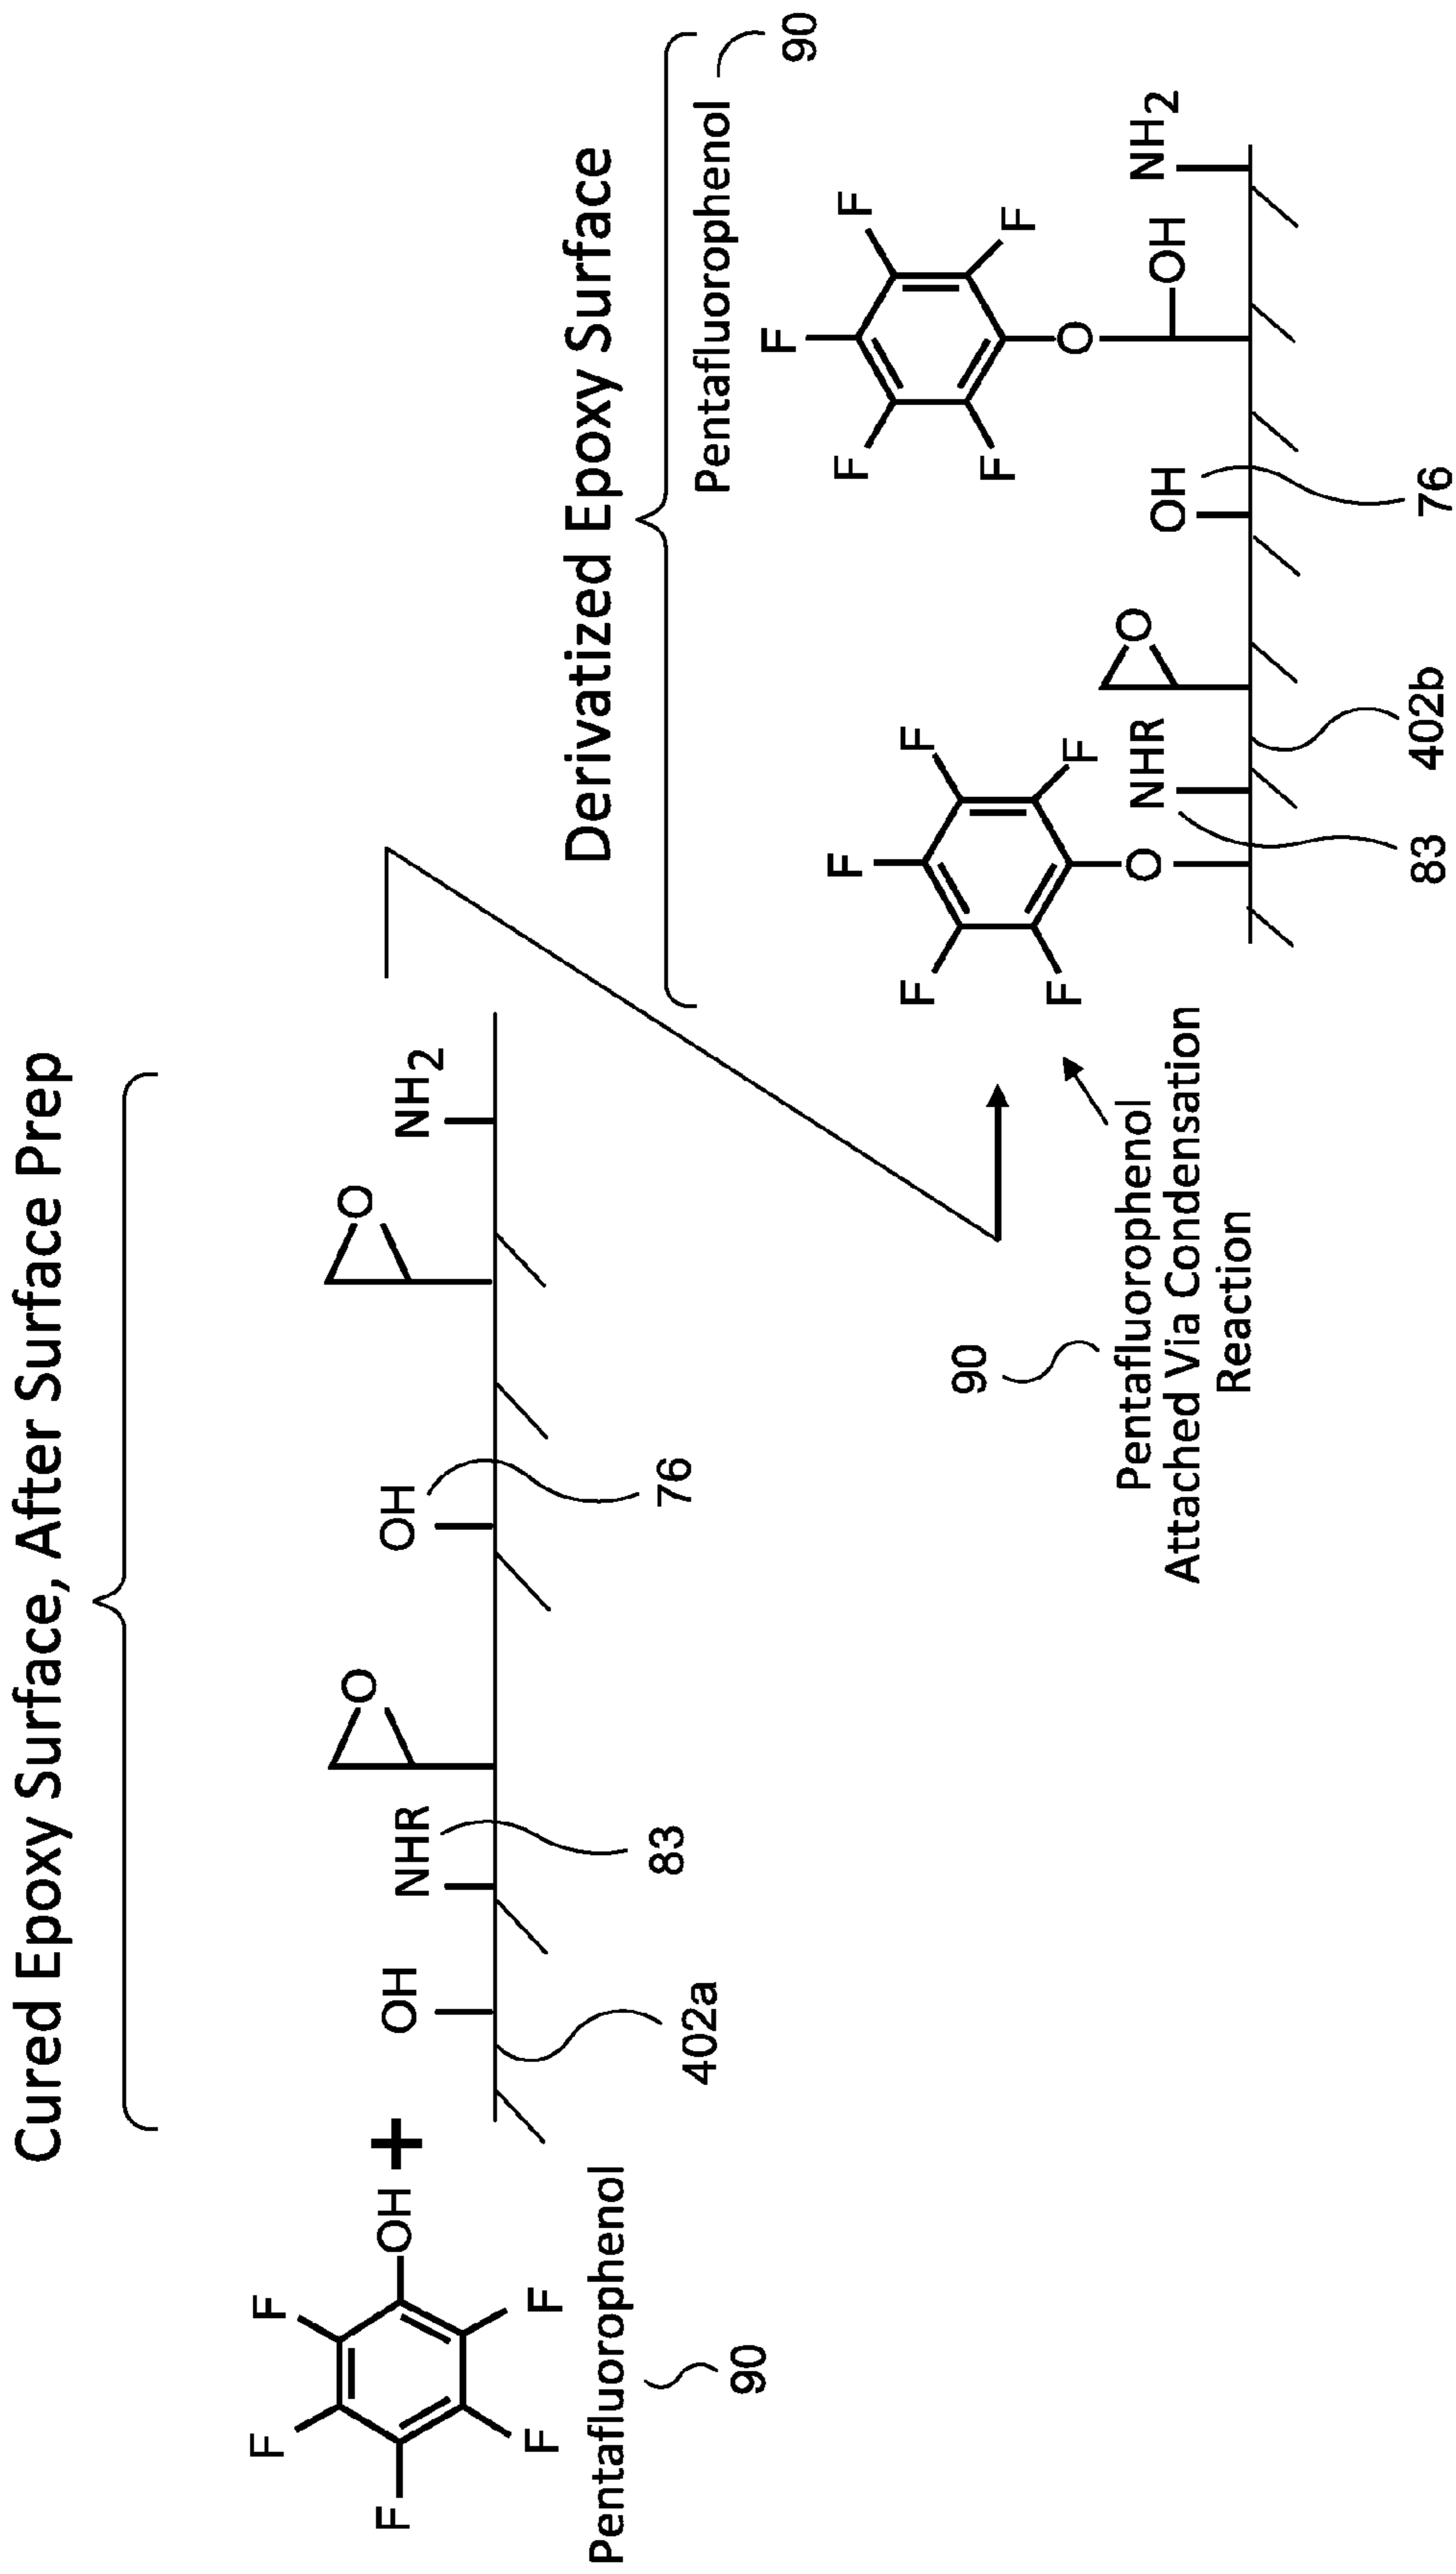 Cured Epoxy Surface, After Surface Prep
F
F
F
F
F
OH
+
OH
NHR
O
OH
O
NH2
Pentafluorophenol
90
402a
83
76
Derivatized Epoxy Surface
Pentafluorophenol
90
F
F
F
F
F
O
NHR
O
OH
F
F
F
F
F
O
OH
NH2
90
Pentafluorophenol
Attached Via Condensation
Reaction
83
402b
76